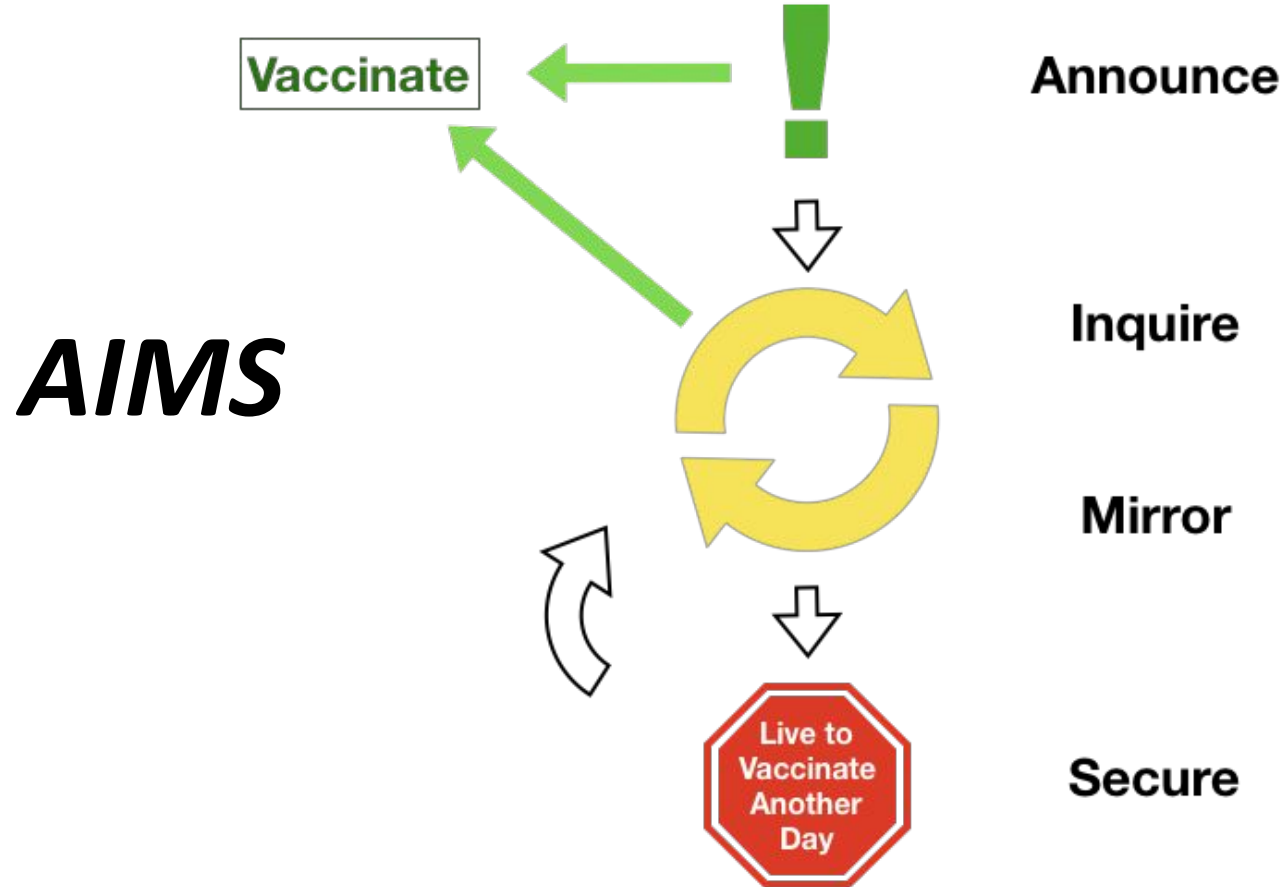 Vaccinate
Announce
Inquire
AIMS
Mirror
Live to
Vaccinate
Another
Day
Secure